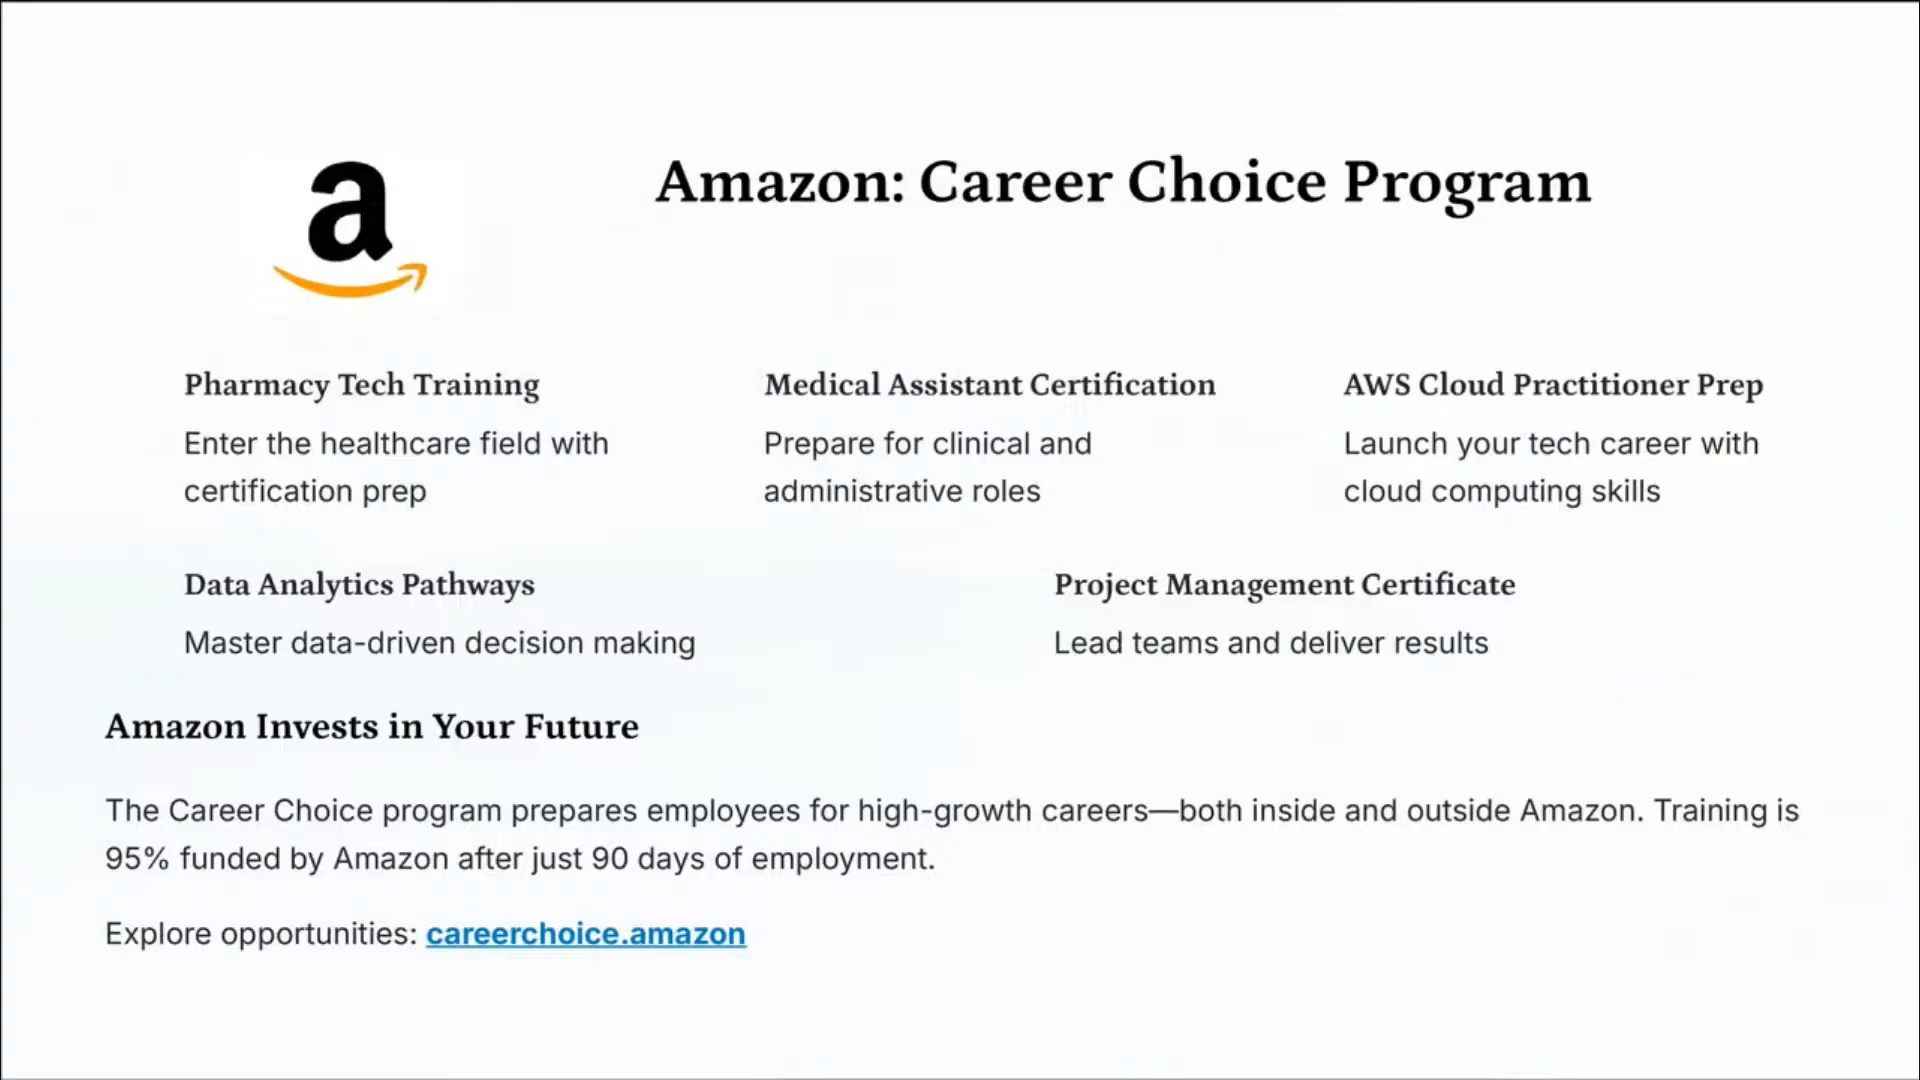 a
Amazon: Career Choice Program
Pharmacy Tech Training
Enter the healthcare field with
certification prep
Medical Assistant Certification
Prepare for clinical and
administrative roles
AWS Cloud Practitioner Prep
Launch your tech career with
cloud computing skills
Data Analytics Pathways
Master data-driven decision making
Project Management Certificate
Lead teams and deliver results
Amazon Invests in Your Future
The Career Choice program prepares employees for high-growth careers—both inside and outside Amazon. Training is
95% funded by Amazon after just 90 days of employment.
Explore opportunities: careerchoice.amazon